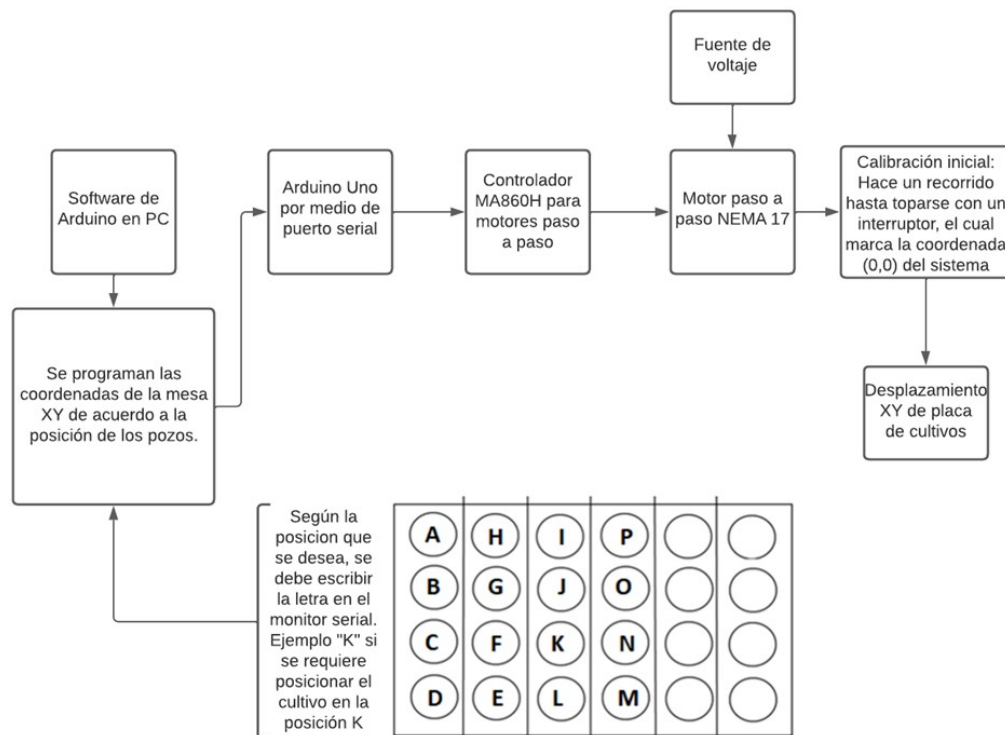 Fuente de
voltaje
Software de
Arduino en PC
Arduino Uno
por medio de
puerto serial
Controlador
MA860H para
motores paso
a paso
Motor paso a
paso NEMA 17
Calibración inicial:
Hace un recorrido
hasta toparse con un
interruptor, el cual
marca la coordenada
(0,0) del sistema
Se programan las
coordenadas de la mesa
XY de acuerdo a la
posición de los pozos.
Desplazamiento
XY de placa
de cultivos
Según la
posicion que
se desea, se
debe escribir
la letra en el
monitor serial.
Ejemplo "K" si
se requiere
posicionar el
cultivo en la
posición K
A H I P
B G J O
C F K N
D E L M